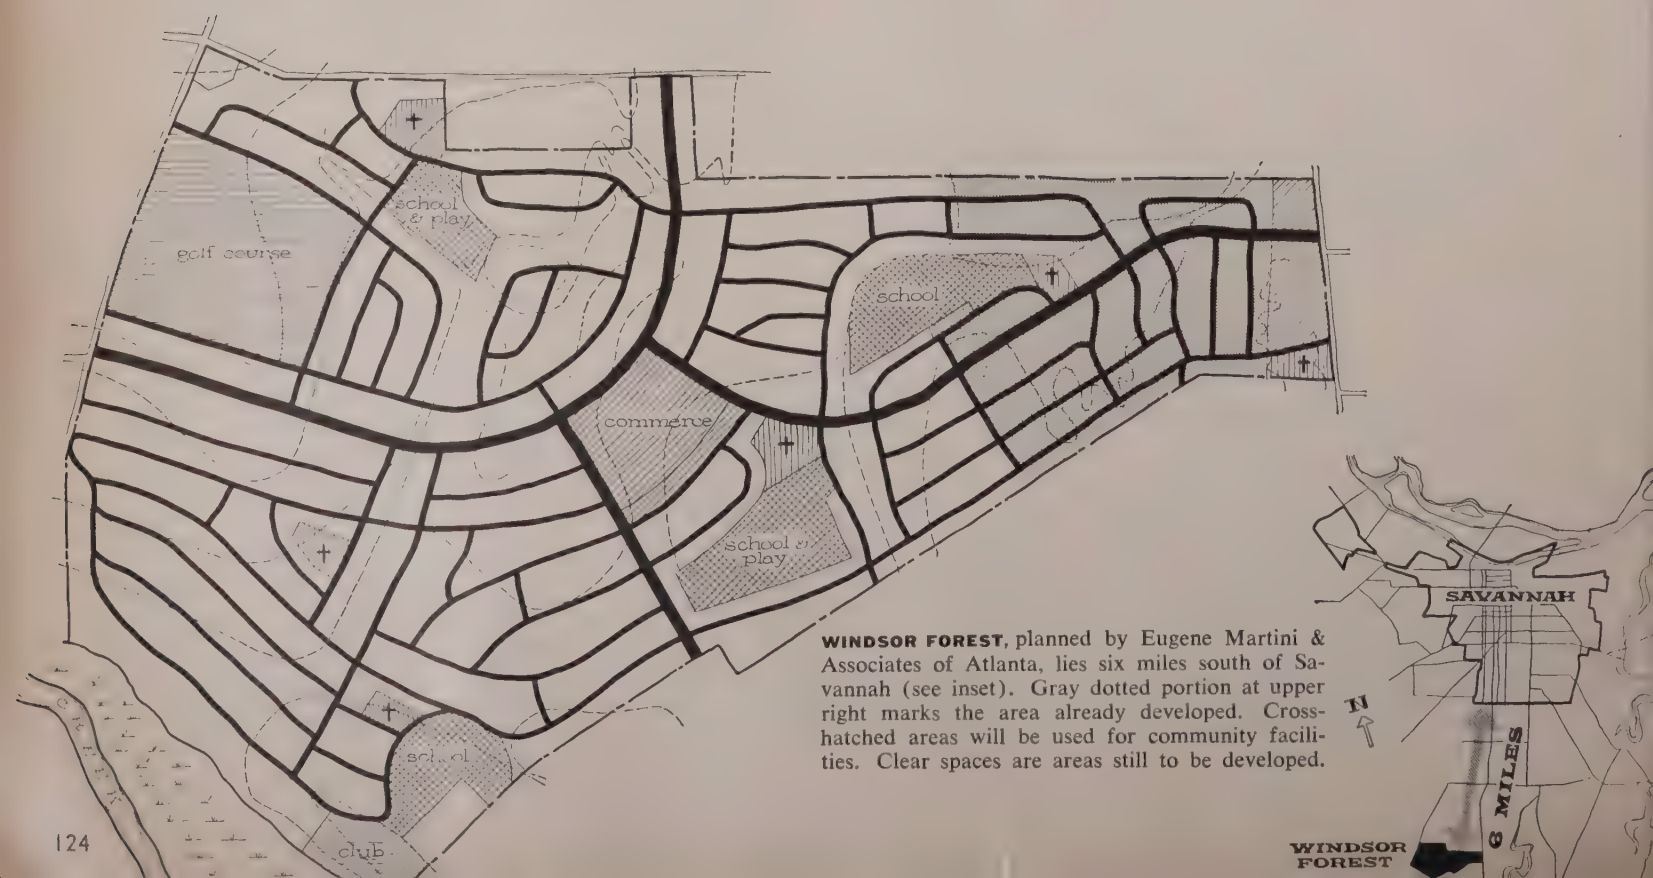 school
& play
golf course
school
commerce
school &
play
school
club
CREEK
124
WINDSOR FOREST, planned by Eugene Martini &
Associates of Atlanta, lies six miles south of Sa-
vannah (see inset). Gray dotted portion at upper
right marks the area already developed. Cross-
hatched areas will be used for community facili-
ties. Clear spaces are areas still to be developed.
N
SAVANNAH
6 MILES
WINDSOR
FOREST